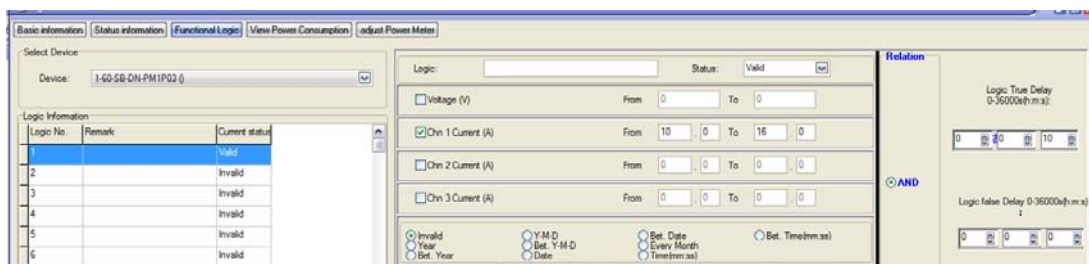 Basic information Status information Functional Logic View Power Consumption adjust Power Meter
Select Device
Device: 1-60-SB-DN-PM1P03 ()
Logic Information
Logic No. Remark Current status
1 Valid
2 Invalid
3 Invalid
4 Invalid
5 Invalid
6 Invalid
Logic: Status: Valid
Voltage (V) From 0 To 0
Chn 1 Current (A) From 10 . 0 To 16 . 0
Chn 2 Current (A) From 0 . 0 To 0 . 0
Chn 3 Current (A) From 0 . 0 To 0 . 0
Invalid Y-M-D Bet. Date Bet. Time(mm:ss)
Year Bet. Y-M-D Every Month
Bet. Year Date Time(mm:ss)
Relation
AND
Logic True Delay
0-36000s(h:m:s):
0 0 10
Logic false Delay 0-36000s(h:m:s)
:
0 0 0